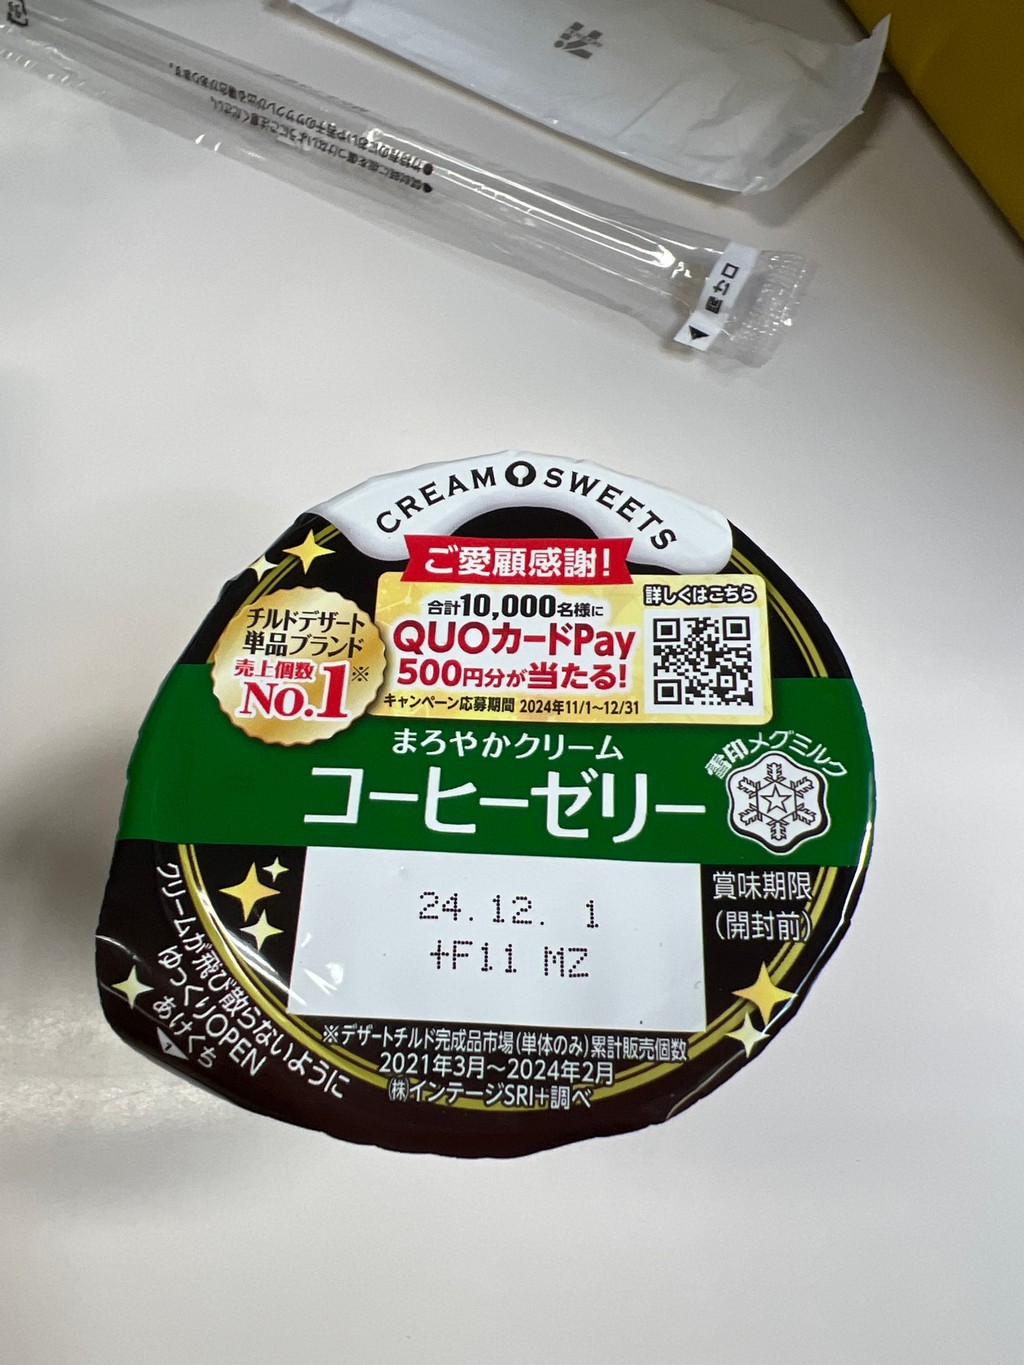 開け口
CREAM SWEETS
ご愛顧感謝!
合計10,000名様に
QUOカードPay
500円分が当たる!
キャンペーン応募期間 2024年11/1~12/31
詳しくはこちら
チルドデザート
単品ブランド
売上個数
No.1※
まろやかクリーム
コーヒーゼリー
雪印メグミルク
24.12. 1
+F11 MZ
賞味期限
(開封前)
クリームが飛び散らないように
ゆっくりOPEN
あけくち
※デザートチルド完成品市場(単体のみ)累計販売個数
2021年3月~2024年2月
(株)インテージSRI+調べ